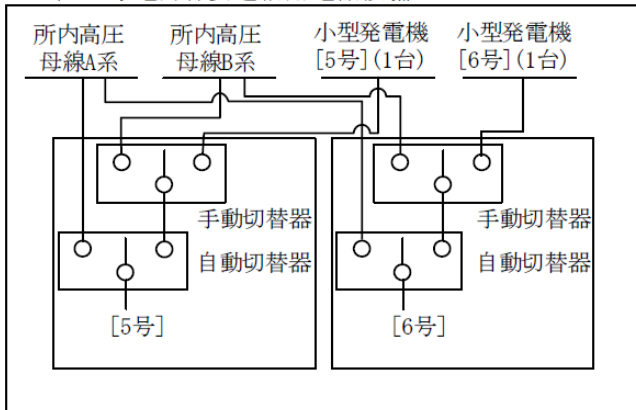 所内高圧
母線A系
所内高圧
母線B系
小型発電機
[5号](1台)
小型発電機
[6号](1台)
手動切替器
自動切替器
[5号]
手動切替器
自動切替器
[6号]